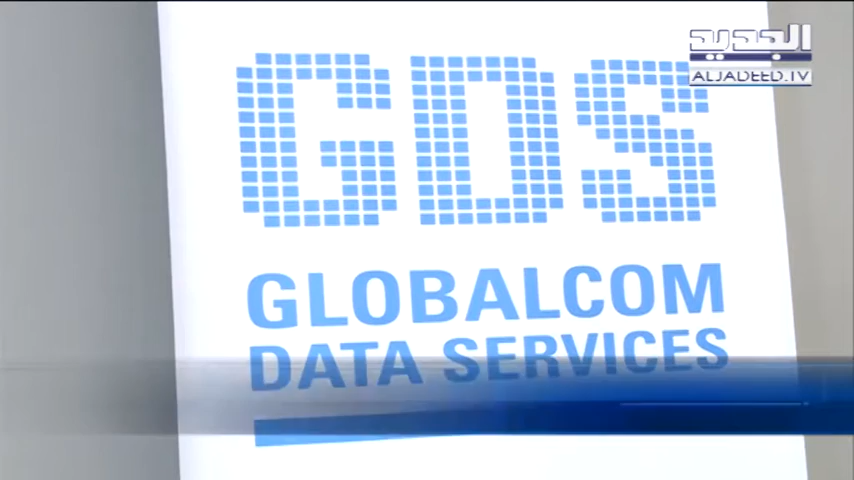 الجديد
ALJADEED.TV
GDS
GLOBALCOM
DATA SERVICES